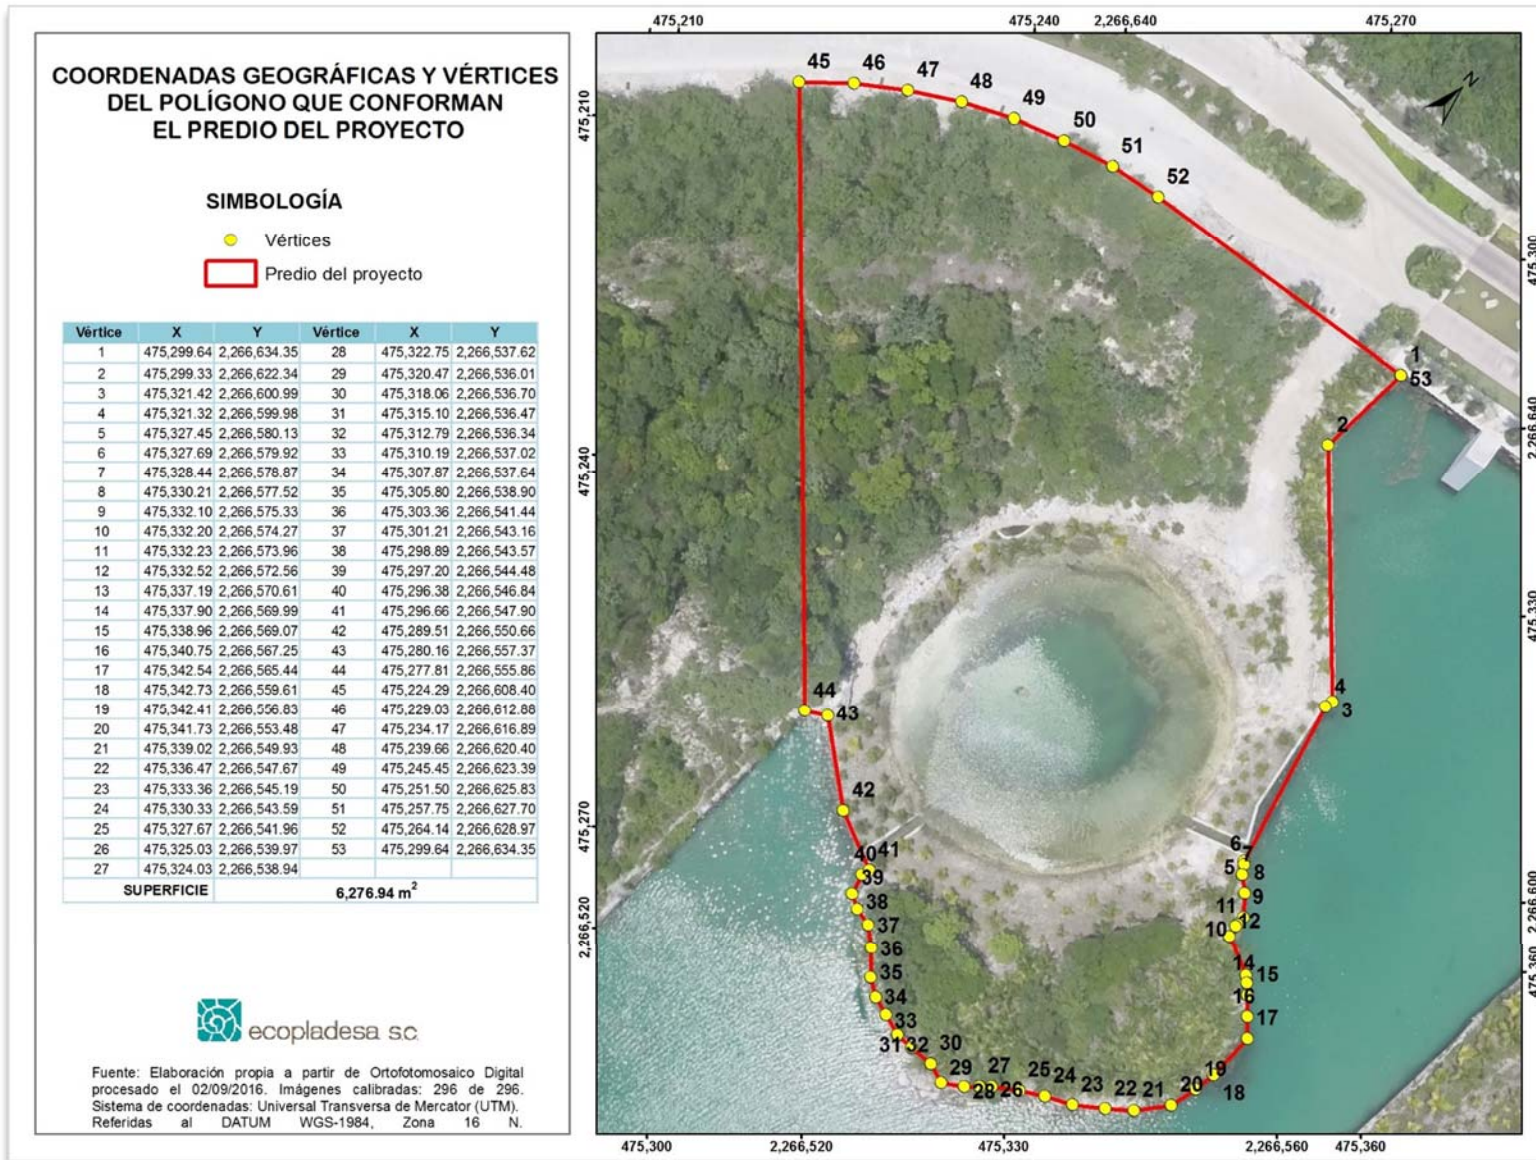 COORDENADAS GEOGRÁFICAS Y VÉRTICES
DEL POLÍGONO QUE CONFORMAN
EL PREDIO DEL PROYECTO
SIMBOLOGÍA
Vértices
Predio del proyecto
Vértice X Y Vértice X Y
1 475,299.64 2,266,634.35 28 475,322.75 2,266,537.62
2 475,299.33 2,266,622.34 29 475,320.47 2,266,536.01
3 475,321.42 2,266,600.99 30 475,318.06 2,266,536.70
4 475,321.32 2,266,599.98 31 475,315.10 2,266,536.47
5 475,327.45 2,266,580.13 32 475,312.79 2,266,536.34
6 475,327.69 2,266,579.92 33 475,310.19 2,266,537.02
7 475,328.44 2,266,578.87 34 475,307.87 2,266,537.64
8 475,330.21 2,266,577.52 35 475,305.80 2,266,538.90
9 475,332.10 2,266,575.33 36 475,303.36 2,266,541.44
10 475,332.20 2,266,574.27 37 475,301.21 2,266,543.16
11 475,332.23 2,266,573.96 38 475,298.89 2,266,543.57
12 475,332.52 2,266,572.56 39 475,297.20 2,266,544.48
13 475,337.19 2,266,570.61 40 475,296.38 2,266,546.84
14 475,337.90 2,266,569.99 41 475,296.66 2,266,547.90
15 475,338.96 2,266,569.07 42 475,289.51 2,266,550.66
16 475,340.75 2,266,567.25 43 475,280.16 2,266,557.37
17 475,342.54 2,266,565.44 44 475,277.81 2,266,555.86
18 475,342.73 2,266,559.61 45 475,224.29 2,266,608.40
19 475,342.41 2,266,556.83 46 475,229.03 2,266,612.88
20 475,341.73 2,266,553.48 47 475,234.17 2,266,616.89
21 475,339.02 2,266,549.93 48 475,239.66 2,266,620.40
22 475,336.47 2,266,547.67 49 475,245.45 2,266,623.39
23 475,333.36 2,266,545.19 50 475,251.50 2,266,625.83
24 475,330.33 2,266,543.59 51 475,257.75 2,266,627.70
25 475,327.67 2,266,541.96 52 475,264.14 2,266,628.97
26 475,325.03 2,266,539.97 53 475,299.64 2,266,634.35
27 475,324.03 2,266,538.94
SUPERFICIE 6,276.94 m²
ecopladesa s.c.
Fuente: Elaboración propia a partir de Ortofotomosaico Digital
procesado el 02/09/2016. Imágenes calibradas: 296 de 296.
Sistema de coordenadas: Universal Transversa de Mercator (UTM).
Referidas al DATUM WGS-1984, Zona 16 N.
475,210 475,240 2,266,640 475,270
N
45 46 47 48 49 50 51 52
1
53
2
4
3
44
43
42
41
40
39
38
37
36
35
34
33
31 32 30
29 28 27 26 25 24 23 22 21 20 19 18
6 7
5 8
9
11 12
10
14 15
16
17
475,210
475,240
475,270
2,266,520
475,300
2,266,640
475,330
2,266,600
475,360
475,300 2,266,520 475,330 2,266,560 475,360